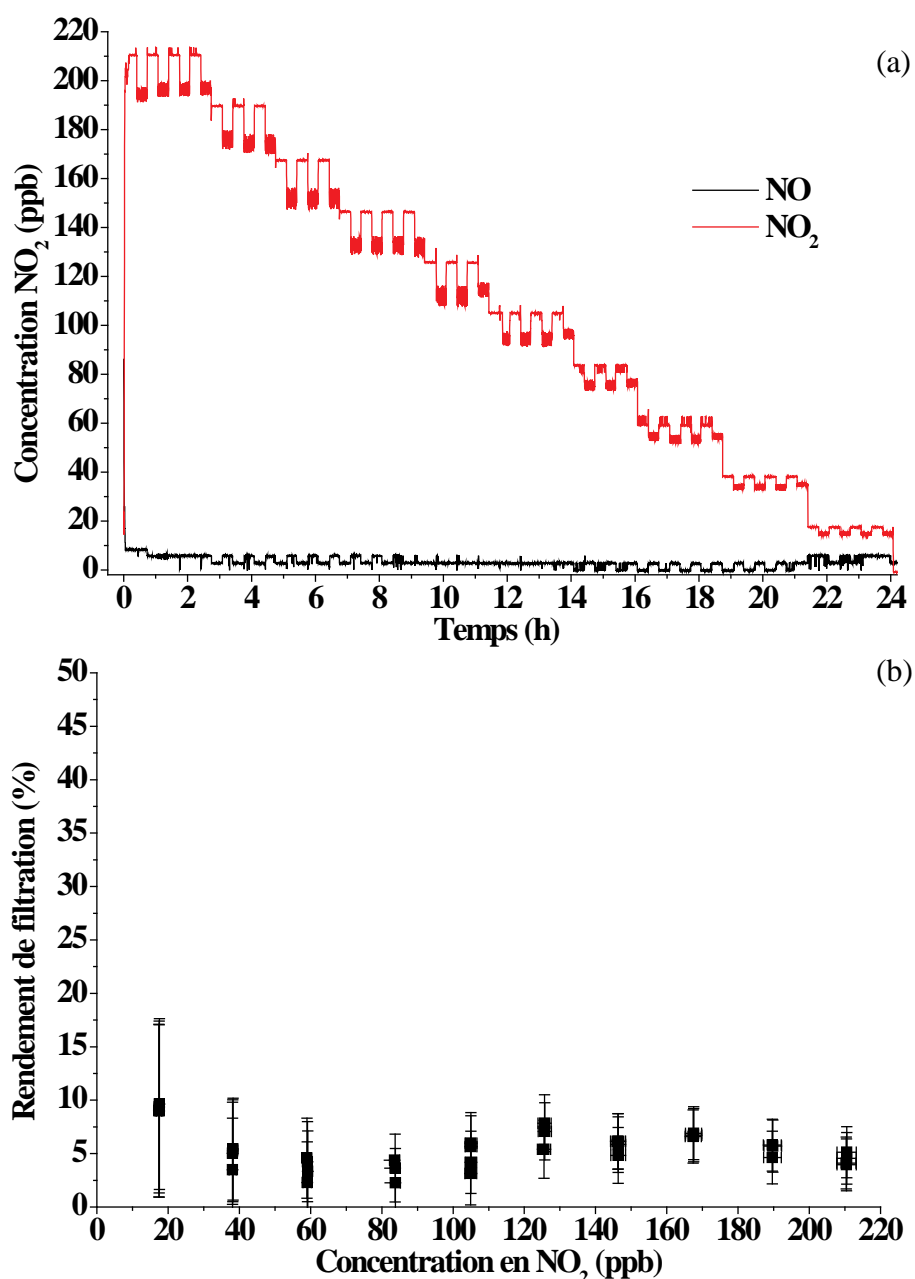 (a)
Concentration NO₂ (ppb)
220
200
180
160
140
120
100
80
60
40
20
0
NO
NO₂
0 2 4 6 8 10 12 14 16 18 20 22 24
Temps (h)
(b)
Rendement de filtration (%)
50
45
40
35
30
25
20
15
10
5
0
0 20 40 60 80 100 120 140 160 180 200 220
Concentration en NO₂ (ppb)